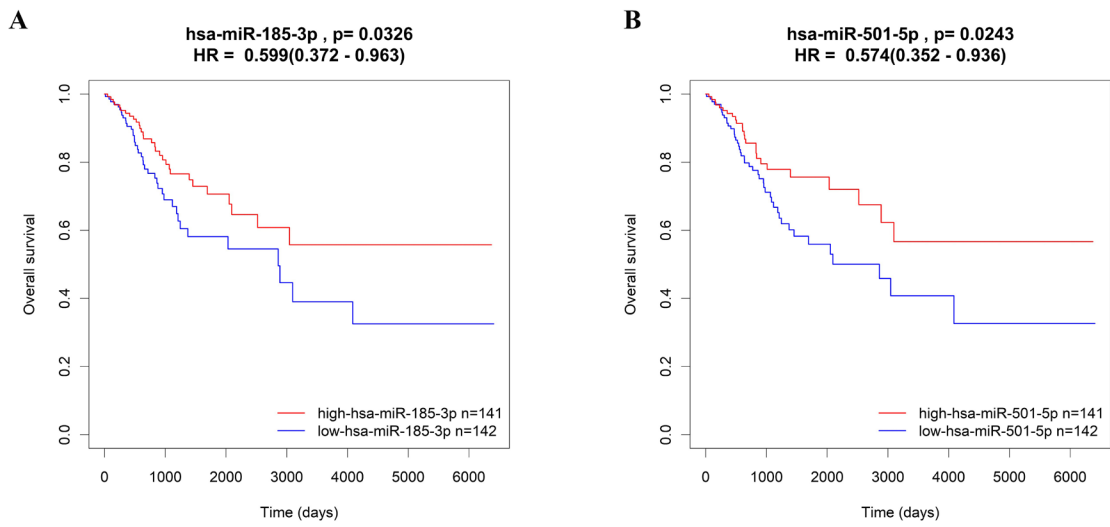 A
hsa-miR-185-3p , p= 0.0326
HR =  0.599(0.372 - 0.963)
Overall survival
1.0
0.8
0.6
0.4
0.2
0.0
high-hsa-miR-185-3p n=141
low-hsa-miR-185-3p n=142
0 1000 2000 3000 4000 5000 6000
Time (days)
B
hsa-miR-501-5p , p= 0.0243
HR =  0.574(0.352 - 0.936)
Overall survival
1.0
0.8
0.6
0.4
0.2
0.0
high-hsa-miR-501-5p n=141
low-hsa-miR-501-5p n=142
0 1000 2000 3000 4000 5000 6000
Time (days)